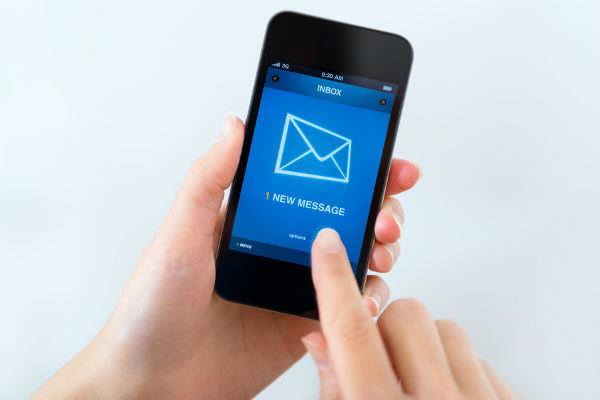 3G
9:30 AM
INBOX
1 NEW MESSAGE
options
> MENU